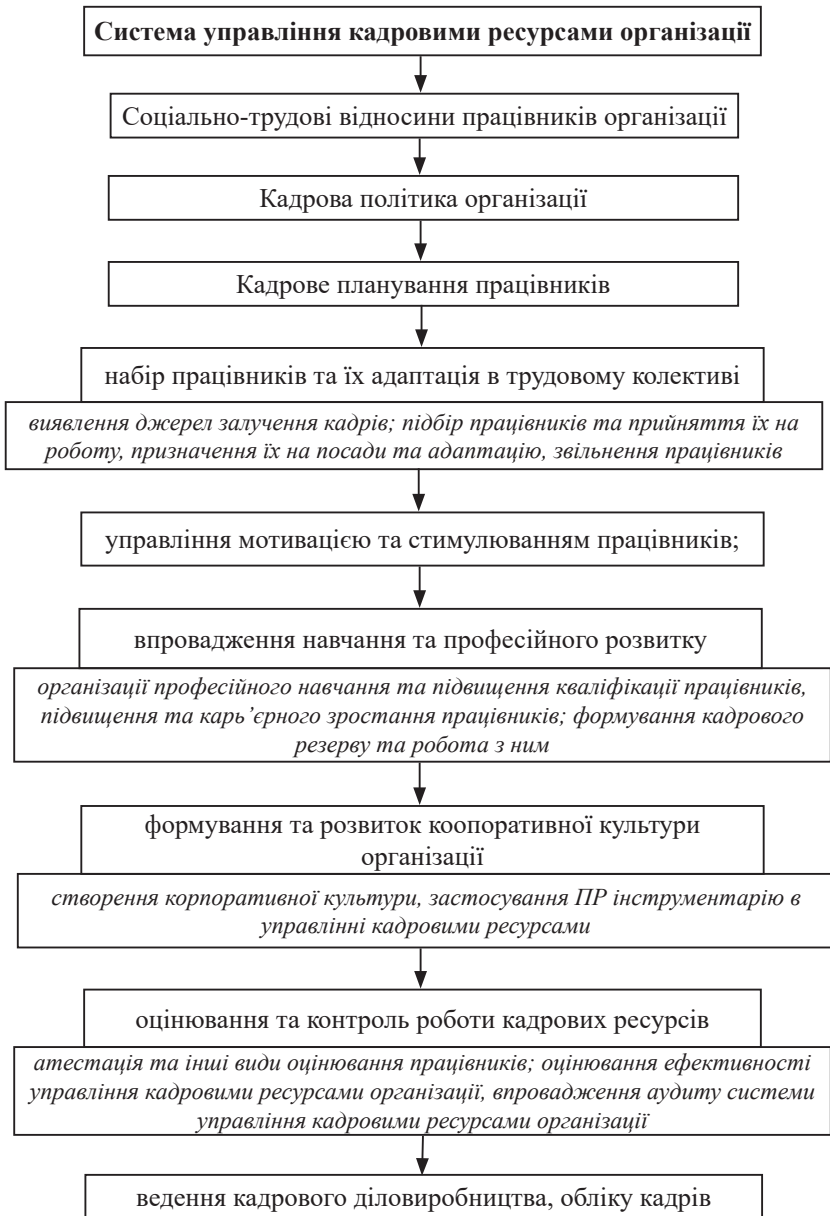 Система управління кадровими ресурсами організації
Соціально-трудові відносини працівників організації
Кадрова політика організації
Кадрове планування працівників
набір працівників та їх адаптація в трудовому колективі
виявлення джерел залучення кадрів; підбір працівників та прийняття їх на
роботу, призначення їх на посади та адаптацію, звільнення працівників
управління мотивацією та стимулюванням працівників;
впровадження навчання та професійного розвитку
організації професійного навчання та підвищення кваліфікації працівників,
підвищення та карь’єрного зростання працівників; формування кадрового
резерву та робота з ним
формування та розвиток коопоративної культури
організації
створення корпоративної культури, застосування ПР інструментарію в
управлінні кадровими ресурсами
оцінювання та контроль роботи кадрових ресурсів
атестація та інші види оцінювання працівників; оцінювання ефективності
управління кадровими ресурсами організації, впровадження аудиту системи
управління кадровими ресурсами організації
ведення кадрового діловиробництва, обліку кадрів